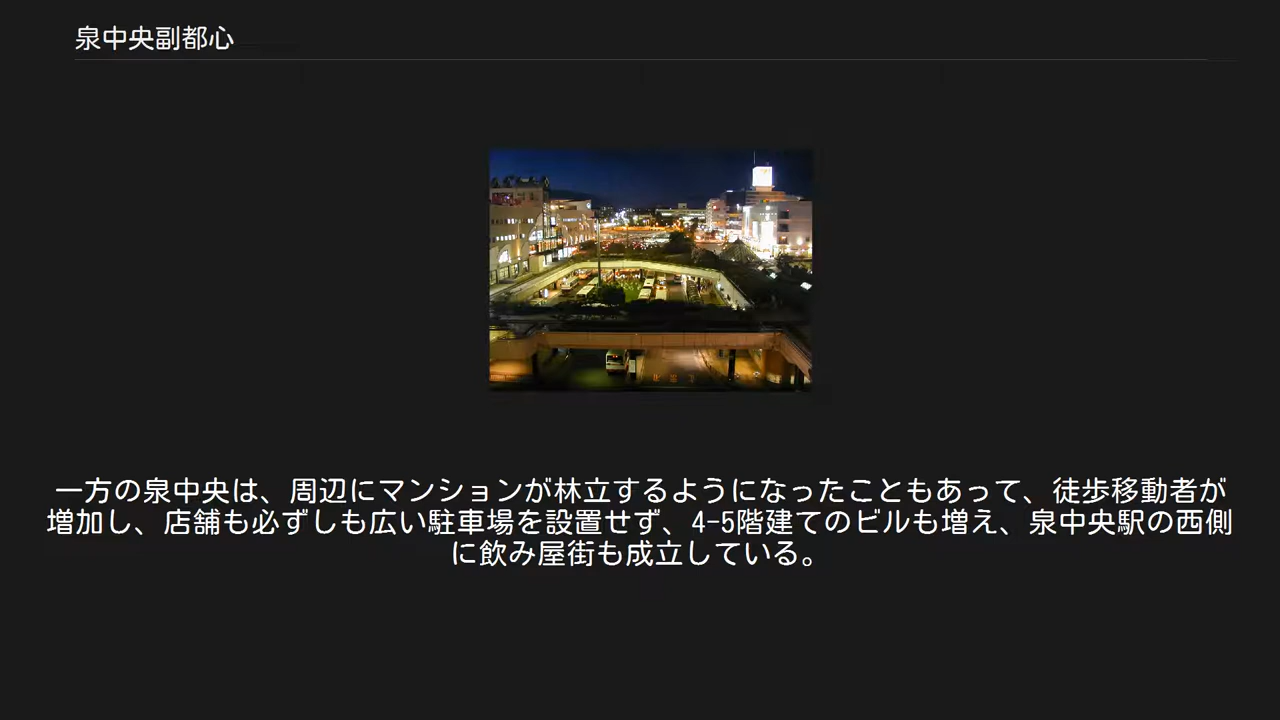 泉中央副都心
一方の泉中央は、周辺にマンションが林立するようになったこともあって、徒歩移動者が
増加し、店舗も必ずしも広い駐車場を設置せず、4-5階建てのビルも増え、泉中央駅の西側
に飲み屋街も成立している。